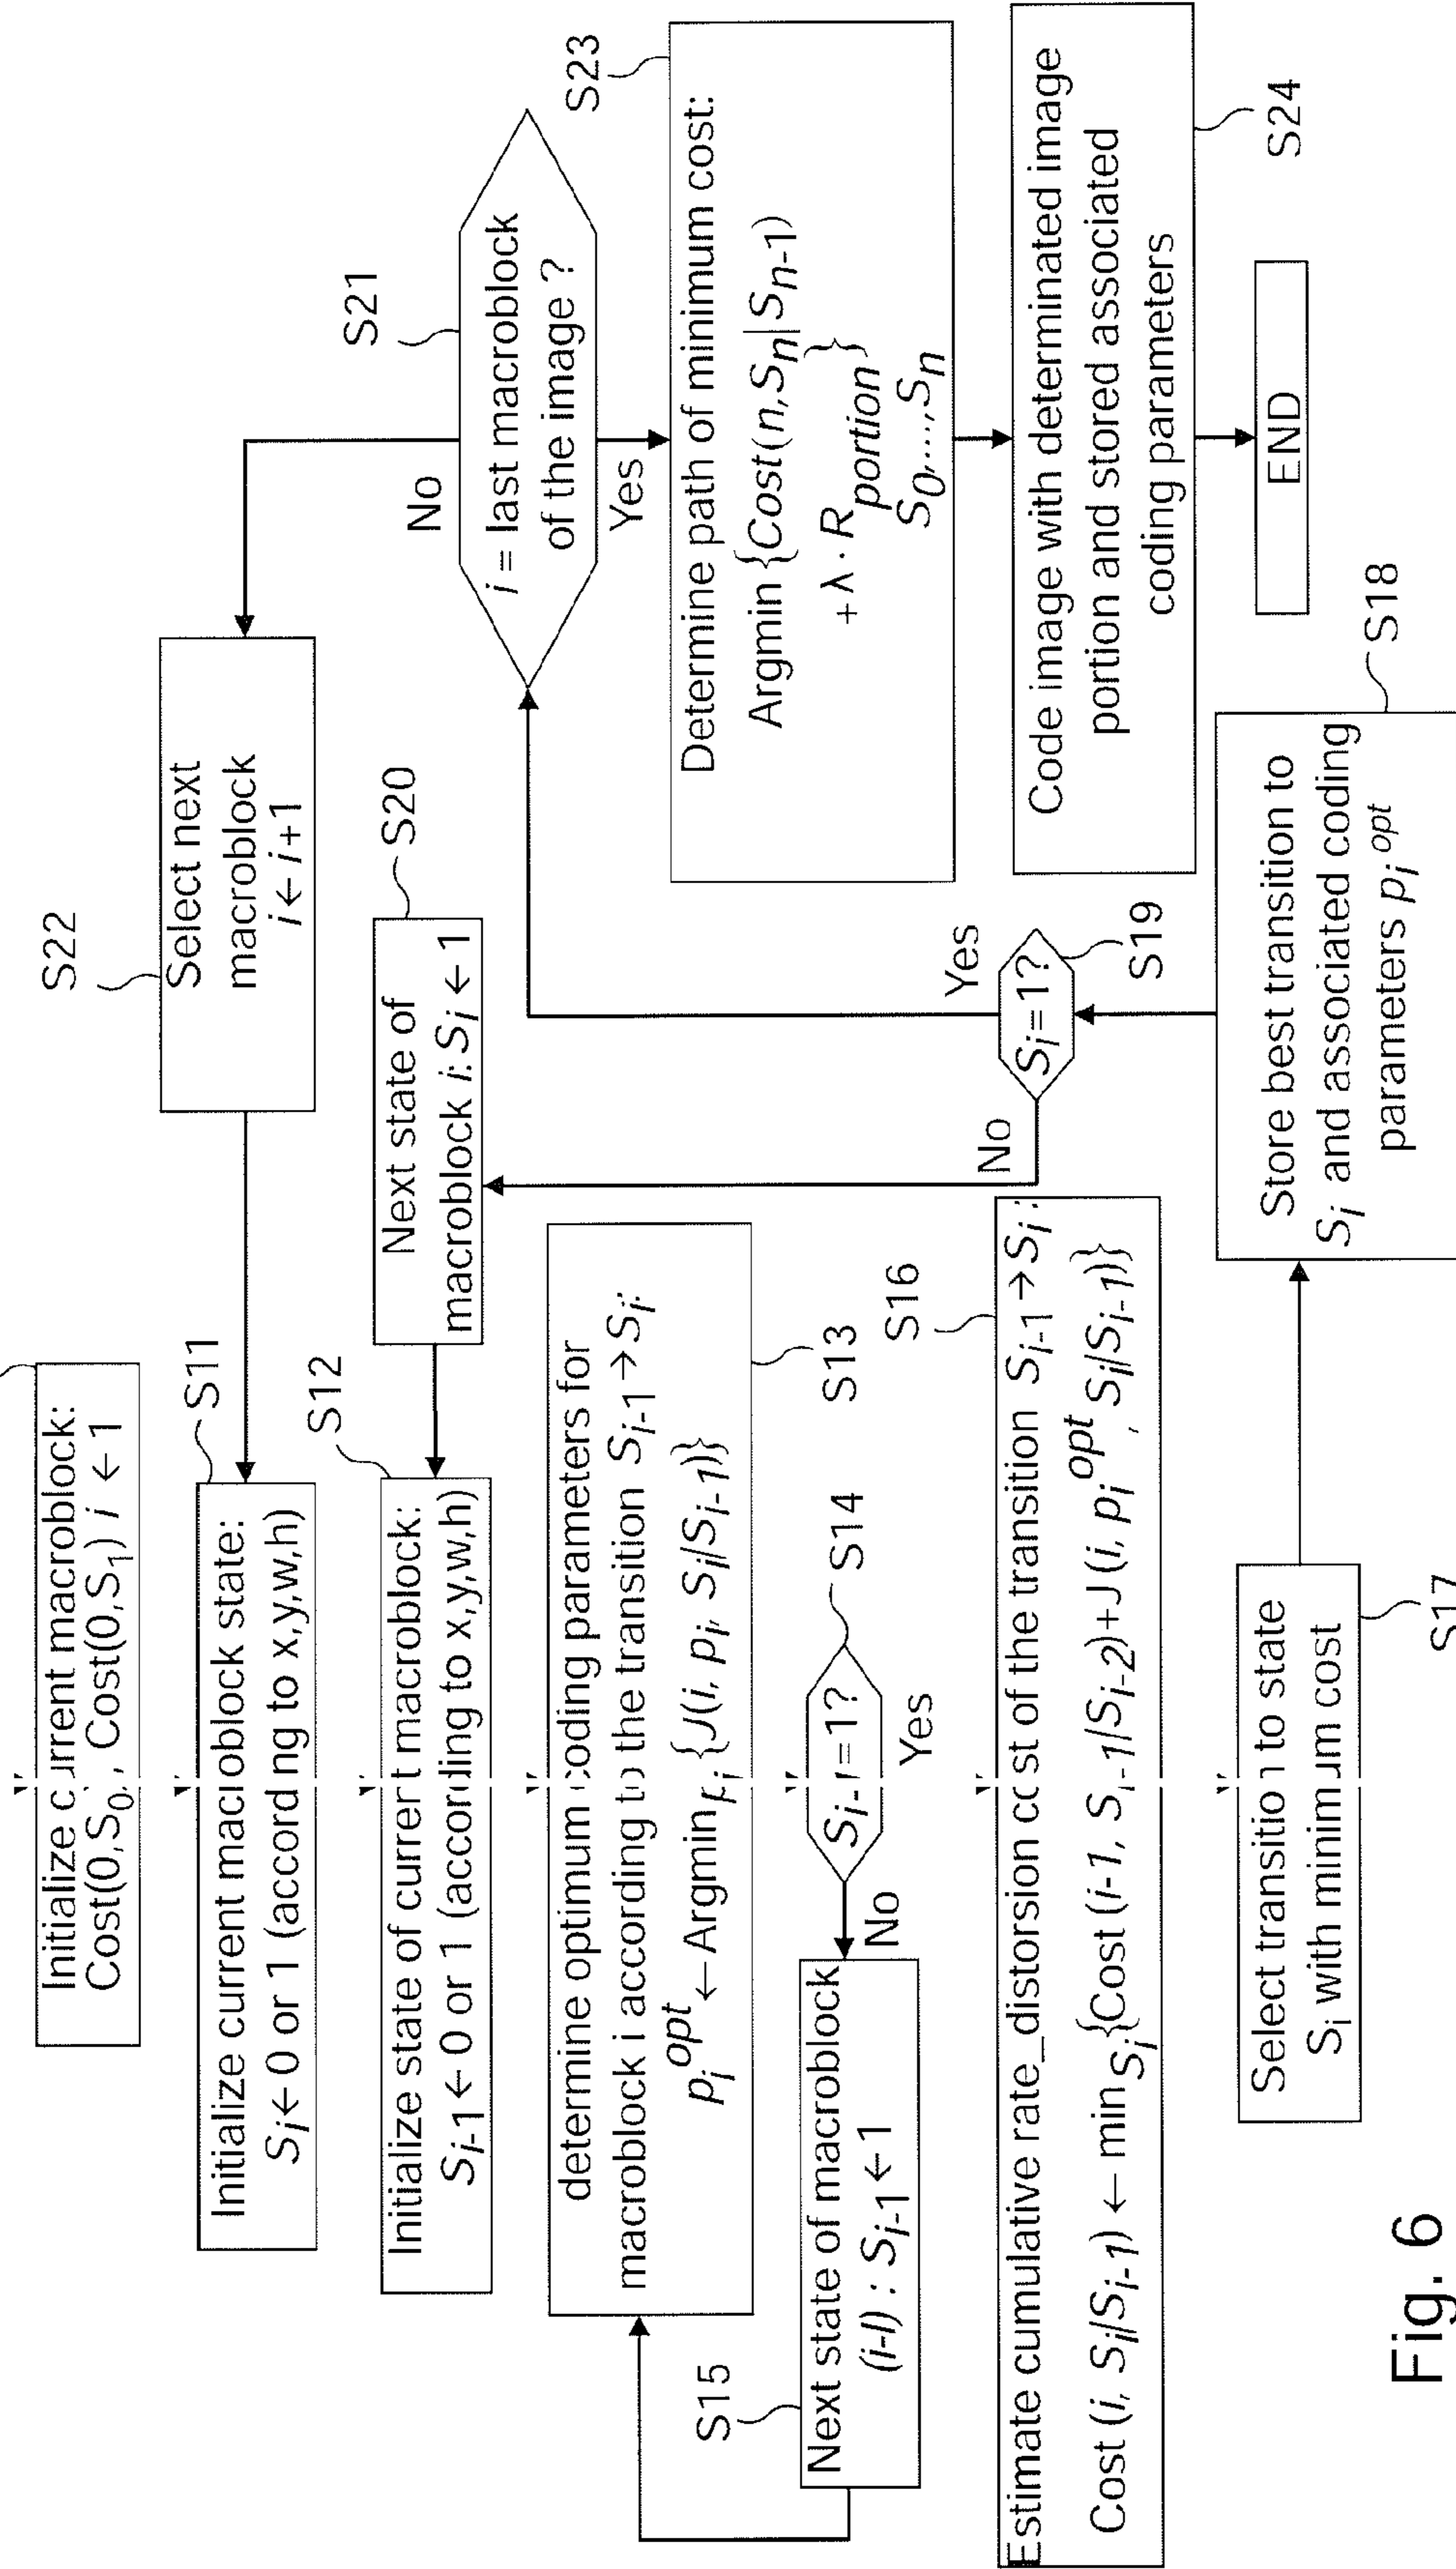 Initialize current macroblock:
Cost(0,S0), Cost(0,S1) i ← 1
S11
Initialize current macroblock state:
Si← 0 or 1 (according to x,y,w,h)
S12
Initialize state of current macroblock:
Si-1 ← 0 or 1 (according to x,y,w,h)
determine optimum coding parameters for
macroblock i according to the transition Si-1 → Si:
pi^opt ← Argmin pi {J(i, pi, Si/Si-1))}
S13
Si-1=1?
S14
No
Yes
S15
Next state of macroblock
(i-I) : Si-1 ← 1
S16
Estimate cumulative rate_distorsion cost of the transition Si-1 → Si :
Cost (i, Si/Si-1) ← min Si{Cost (i-1, Si-1/Si-2)+J (i, pi^opt, Si/Si-1))}
Select transition to state
Si with minimum cost
S17
Store best transition to
Si and associated coding
parameters pi^opt
S18
Si=1?
S19
No
Yes
S20
Next state of
macroblock i: Si ← 1
S21
i = last macroblock
of the image ?
No
Yes
S22
Select next
macroblock
i ← i+1
S23
Determine path of minimum cost:
Argmin {Cost(n,Sn|Sn-1)
+ λ · R portion}
S0,....,Sn
Code image with determinated image
portion and stored associated
coding parameters
S24
END
Fig. 6